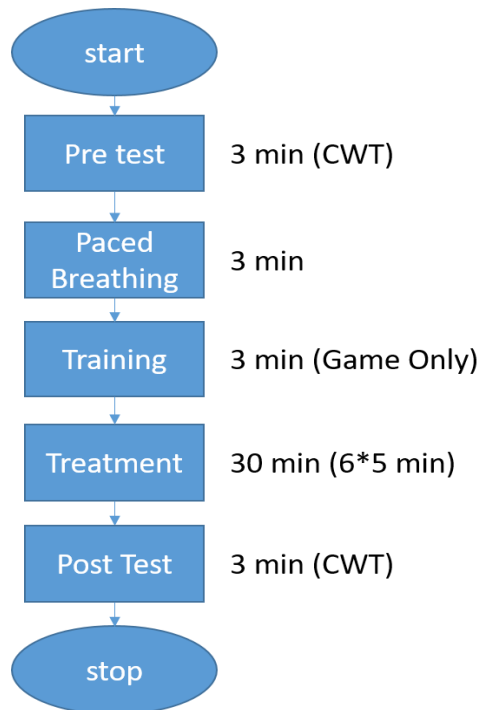 start
Pre test 3 min (CWT)
Paced
Breathing 3 min
Training 3 min (Game Only)
Treatment 30 min (6*5 min)
Post Test 3 min (CWT)
stop